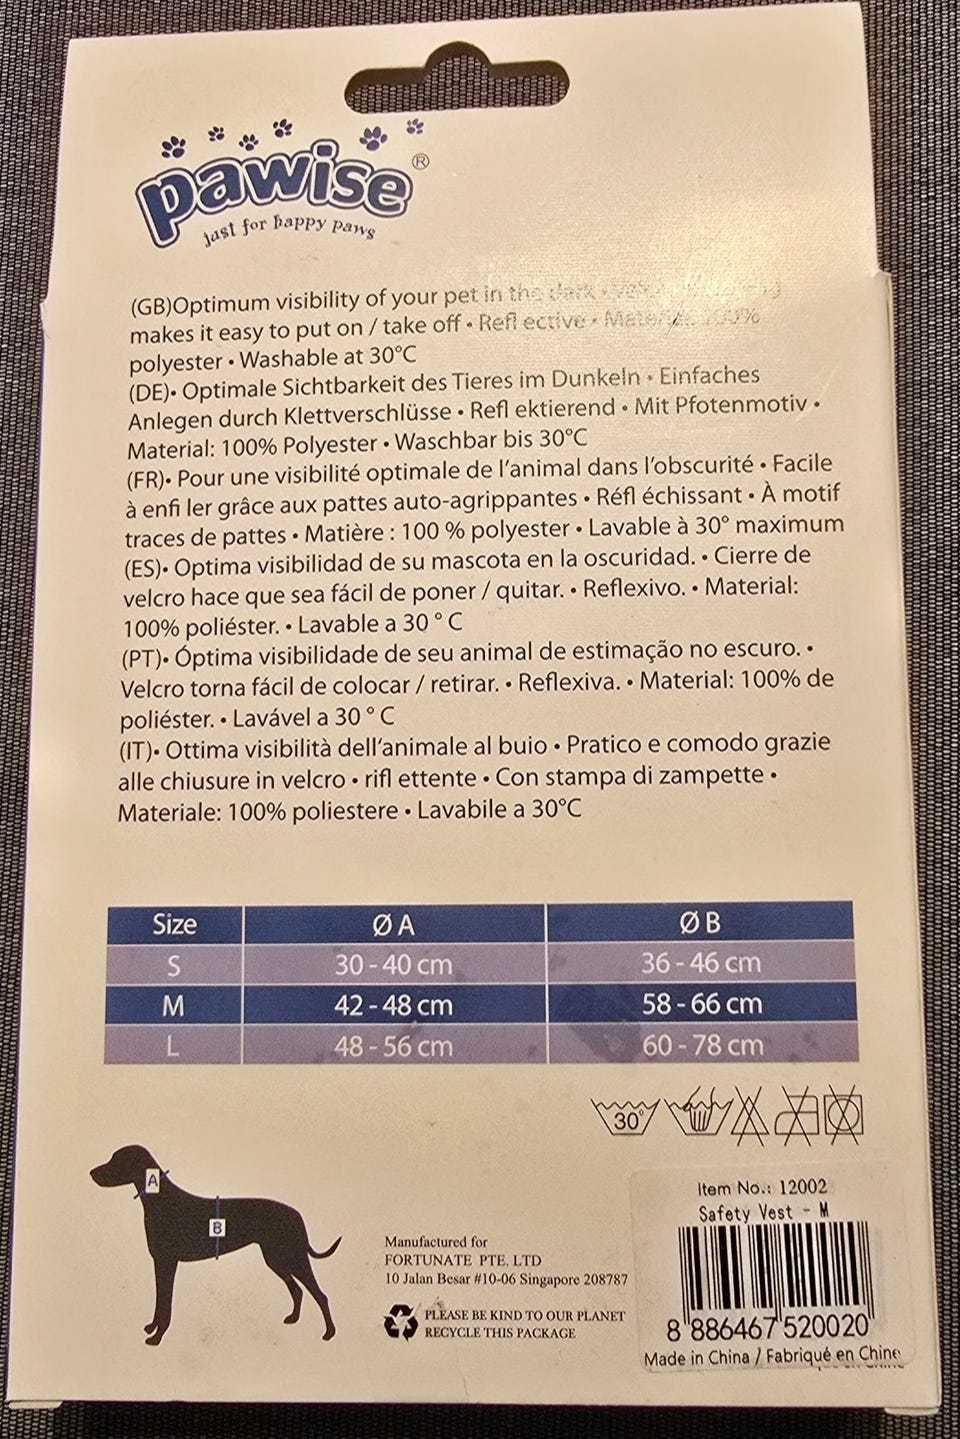 pawise ®
just for happy paws
(GB)Optimum visibility of your pet in the dark •
makes it easy to put on / take off • Refl ective • Material: 100%
polyester • Washable at 30°C
(DE)• Optimale Sichtbarkeit des Tieres im Dunkeln • Einfaches
Anlegen durch Klettverschlüsse • Refl ektierend • Mit Pfotenmotiv •
Material: 100% Polyester • Waschbar bis 30°C
(FR)• Pour une visibilité optimale de l'animal dans l'obscurité • Facile
à enfi ler grâce aux pattes auto-agrippantes • Réfl échissant • À motif
traces de pattes • Matière : 100 % polyester • Lavable à 30° maximum
(ES)• Optima visibilidad de su mascota en la oscuridad. • Cierre de
velcro hace que sea fácil de poner / quitar. • Reflexivo. • Material:
100% poliéster. • Lavable a 30 ° C
(PT)• Óptima visibilidade de seu animal de estimação no escuro. •
Velcro torna fácil de colocar / retirar. • Reflexiva. • Material: 100% de
poliéster. • Lavável a 30 ° C
(IT)• Ottima visibilità dell'animale al buio • Pratico e comodo grazie
alle chiusure in velcro • rifl ettente • Con stampa di zampette •
Materiale: 100% poliestere • Lavabile a 30°C
Size Ø A Ø B
S 30 - 40 cm 36 - 46 cm
M 42 - 48 cm 58 - 66 cm
L 48 - 56 cm 60 - 78 cm
30°
A
B
Manufactured for
FORTUNATE PTE. LTD
10 Jalan Besar #10-06 Singapore 208787
PLEASE BE KIND TO OUR PLANET
RECYCLE THIS PACKAGE
Item No.: 12002
Safety Vest - M
8 886467 520020
Made in China / Fabriqué en Chine